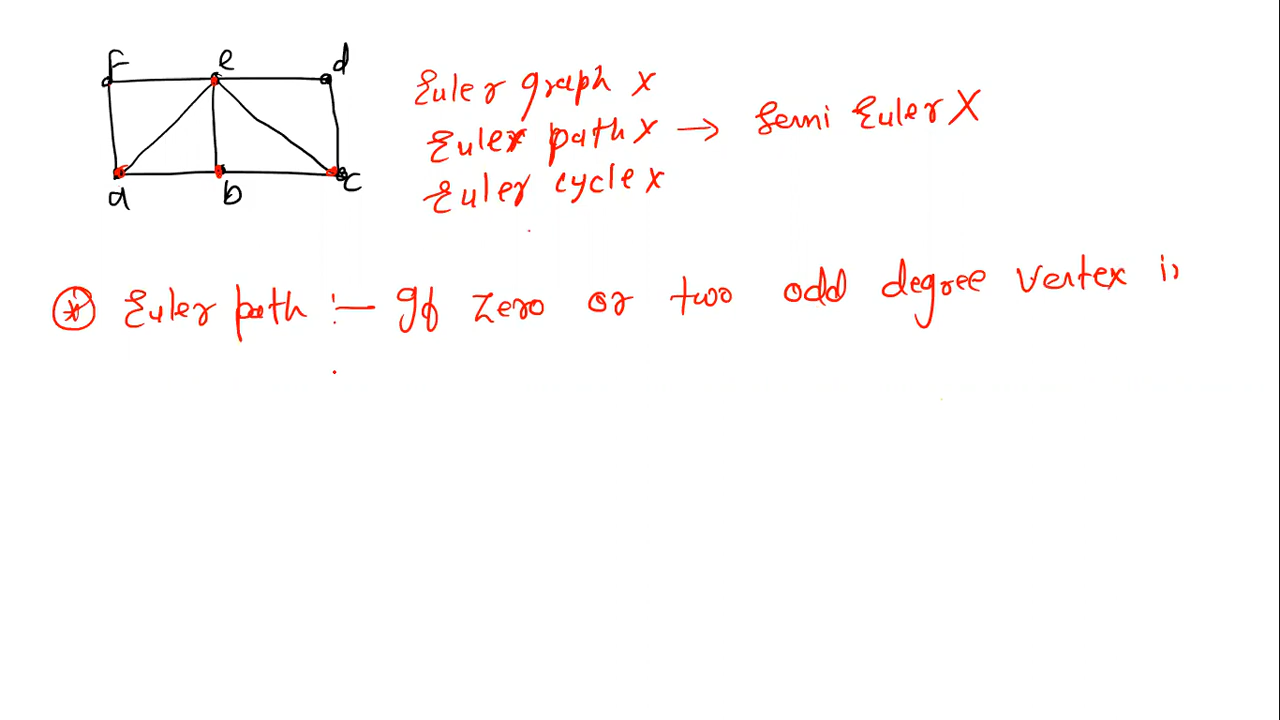 f e d
a b c
Euler graph x
Euler path x → Semi Euler X
Euler cycle x
* Euler path :- If zero or two odd degree vertex